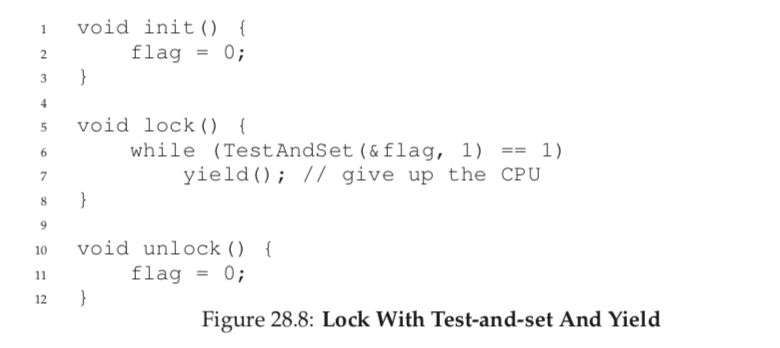 1 void init() {
2 flag = 0;
3 }
4
5 void lock() {
6 while (TestAndSet(&flag, 1) == 1)
7 yield(); // give up the CPU
8 }
9
10 void unlock() {
11 flag = 0;
12 }
Figure 28.8: Lock With Test-and-set And Yield